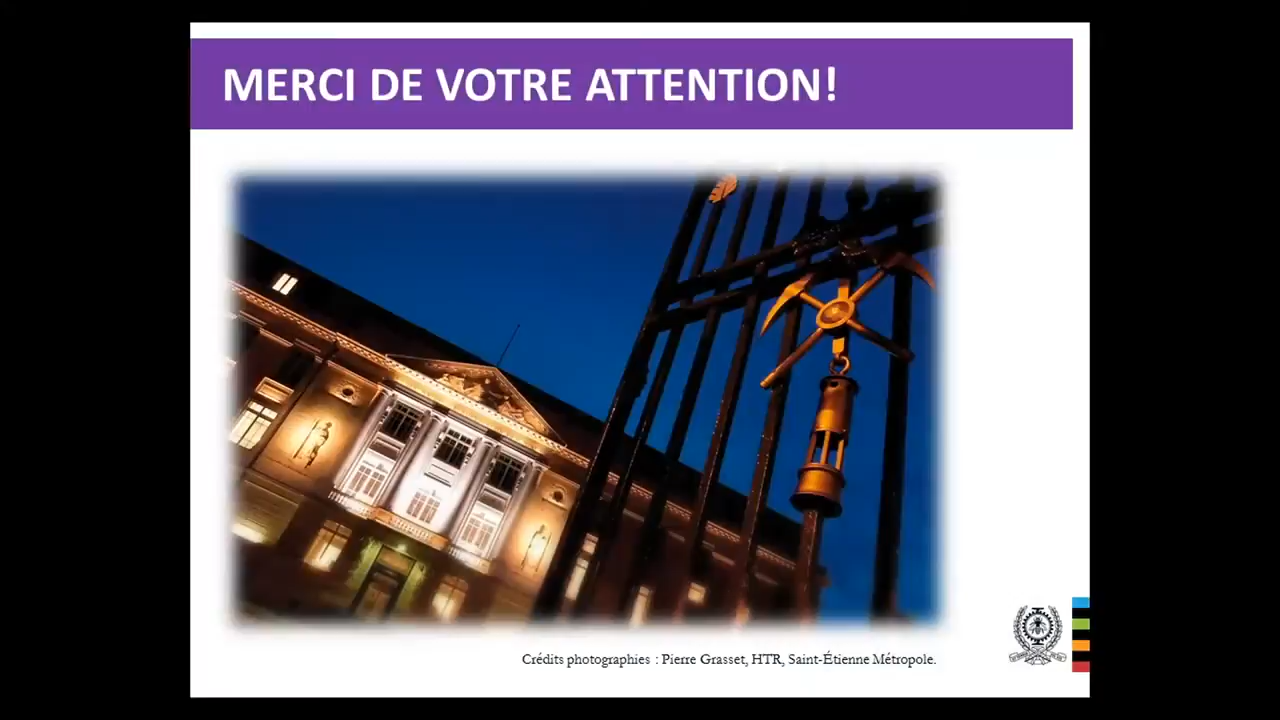 MERCI DE VOTRE ATTENTION!
Crédits photographies : Pierre Grasset, HTR, Saint-Étienne Métropole.